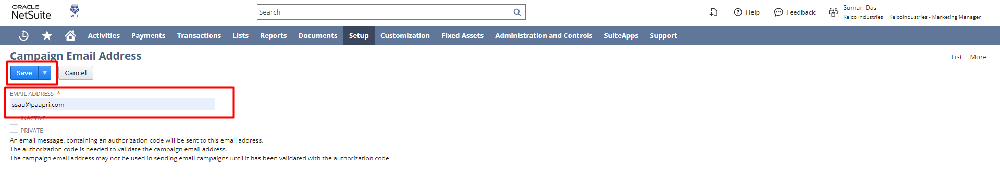 ORACLE
NetSuite
WCT
Search
Help
Feedback
Suman Das
Kelco Industries - KelcoIndustries - Marketing Manager
Activities Payments Transactions Lists Reports Documents Setup Customization Fixed Assets Administration and Controls SuiteApps Support
Campaign Email Address
List More
Save Cancel
EMAIL ADDRESS *
ssau@paapri.com
INACTIVE
PRIVATE
An email message, containing an authorization code will be sent to this email address.
The authorization code is needed to validate the campaign email address.
The campaign email address may not be used in sending email campaigns until it has been validated with the authorization code.